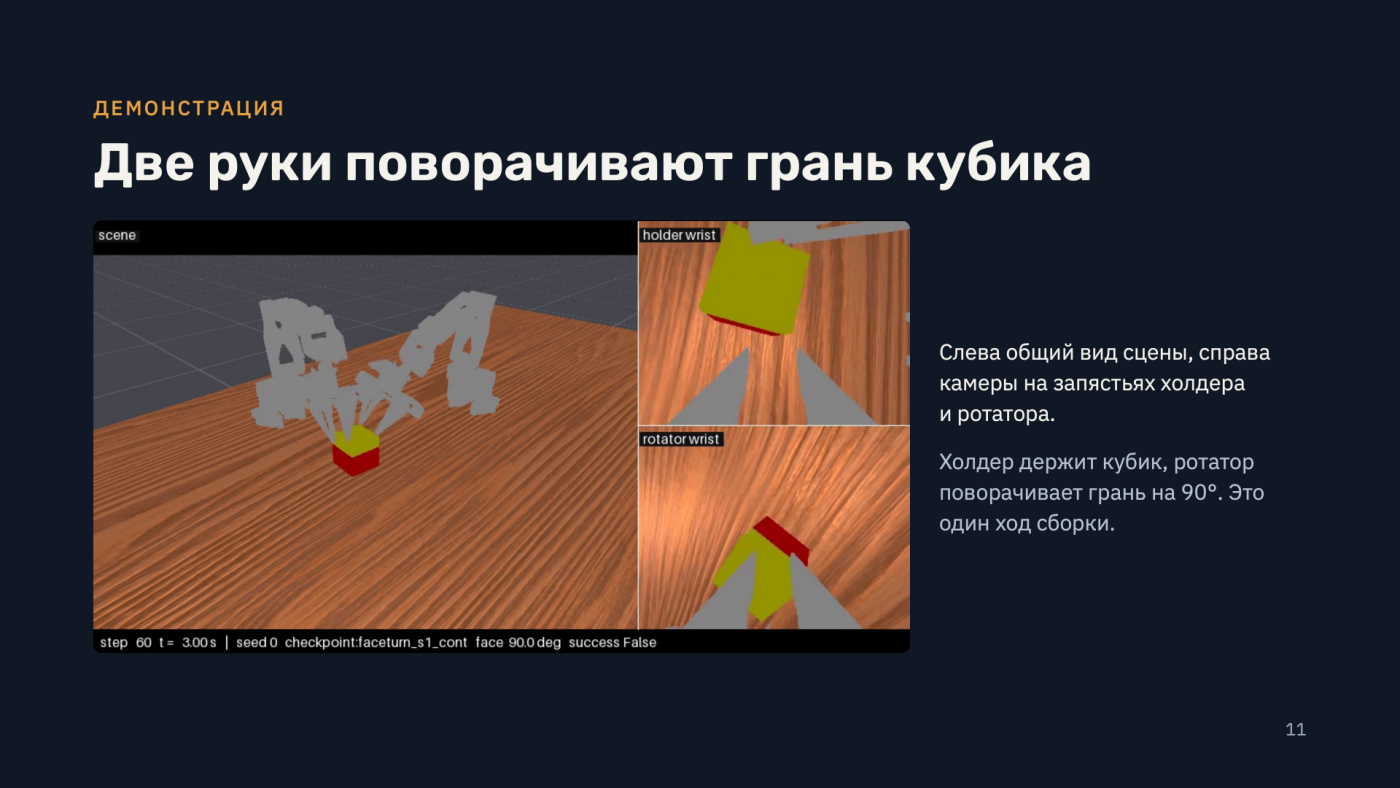 ДЕМОНСТРАЦИЯ
Две руки поворачивают грань кубика
scene
holder wrist
rotator wrist
step 60 t = 3.00 s | seed 0 checkpoint:faceturn_s1_cont face 90.0 deg success False
Слева общий вид сцены, справа
камеры на запястьях холдера
и ротатора.
Холдер держит кубик, ротатор
поворачивает грань на 90°. Это
один ход сборки.
11